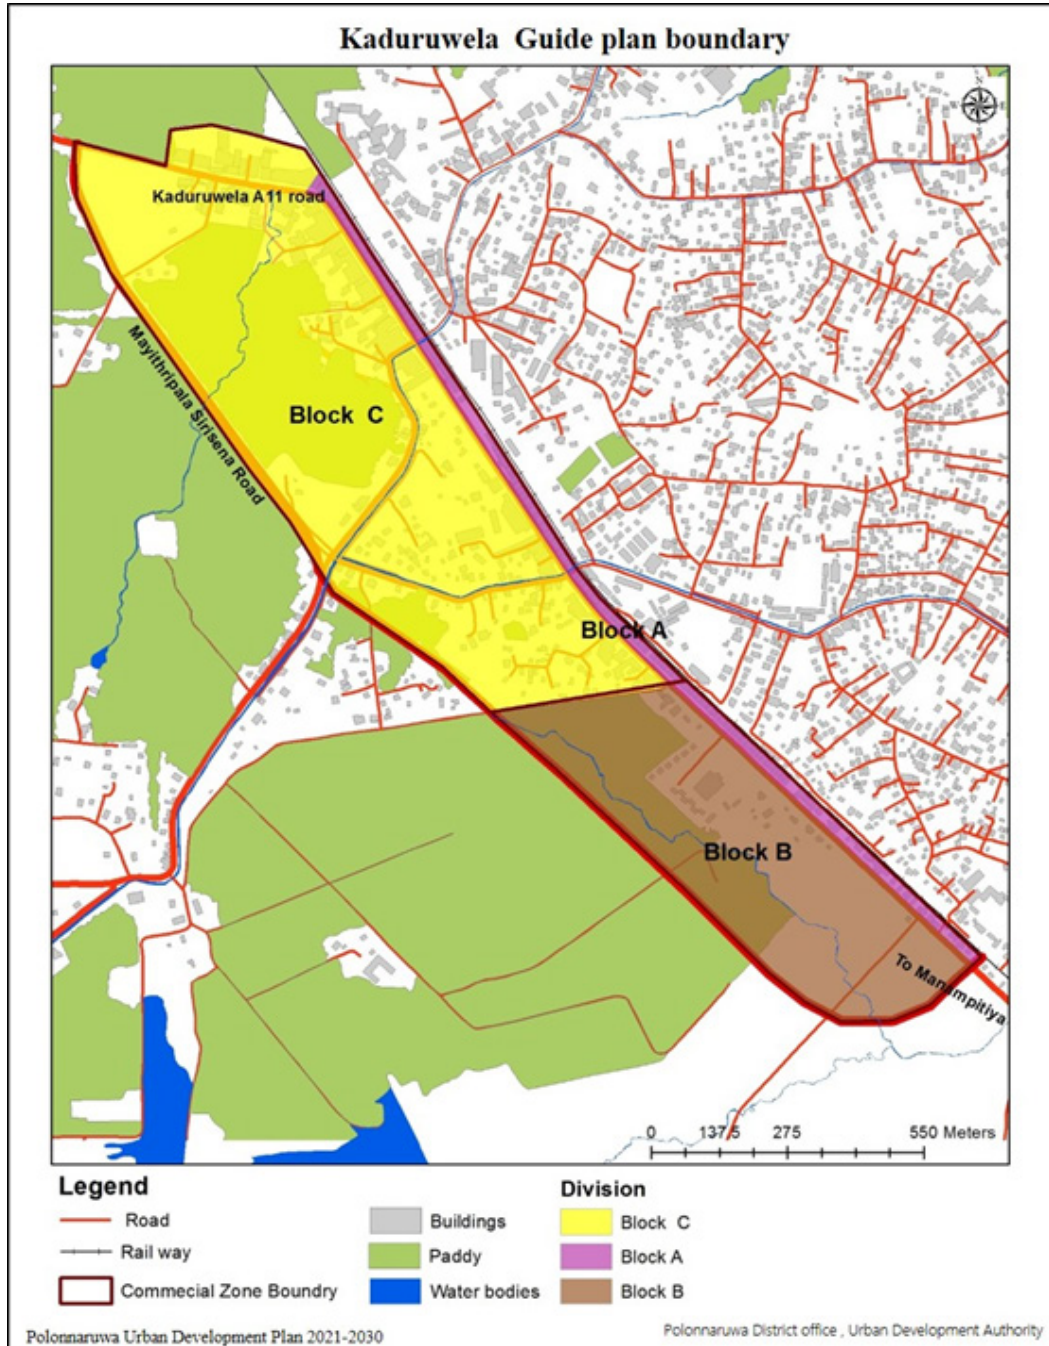 Kaduruwela Guide plan boundary
Kaduruwela A11 road
Mayithripala Sirisena Road
Block C
Block A
Block B
To Manampitiya
0 137.5 275 550 Meters
Legend
Road
Rail way
Commecial Zone Boundry
Buildings
Paddy
Water bodies
Division
Block C
Block A
Block B
Polonnaruwa Urban Development Plan 2021-2030
Polonnaruwa District office , Urban Development Authority